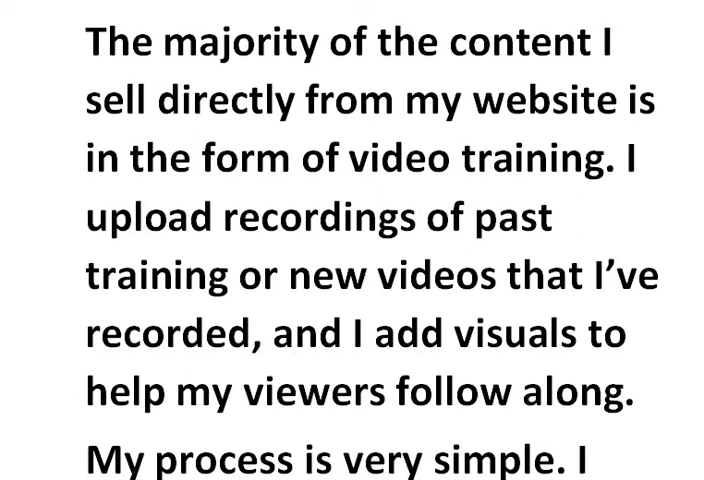 The majority of the content I
sell directly from my website is
in the form of video training. I
upload recordings of past
training or new videos that I’ve
recorded, and I add visuals to
help my viewers follow along.
My process is very simple. I